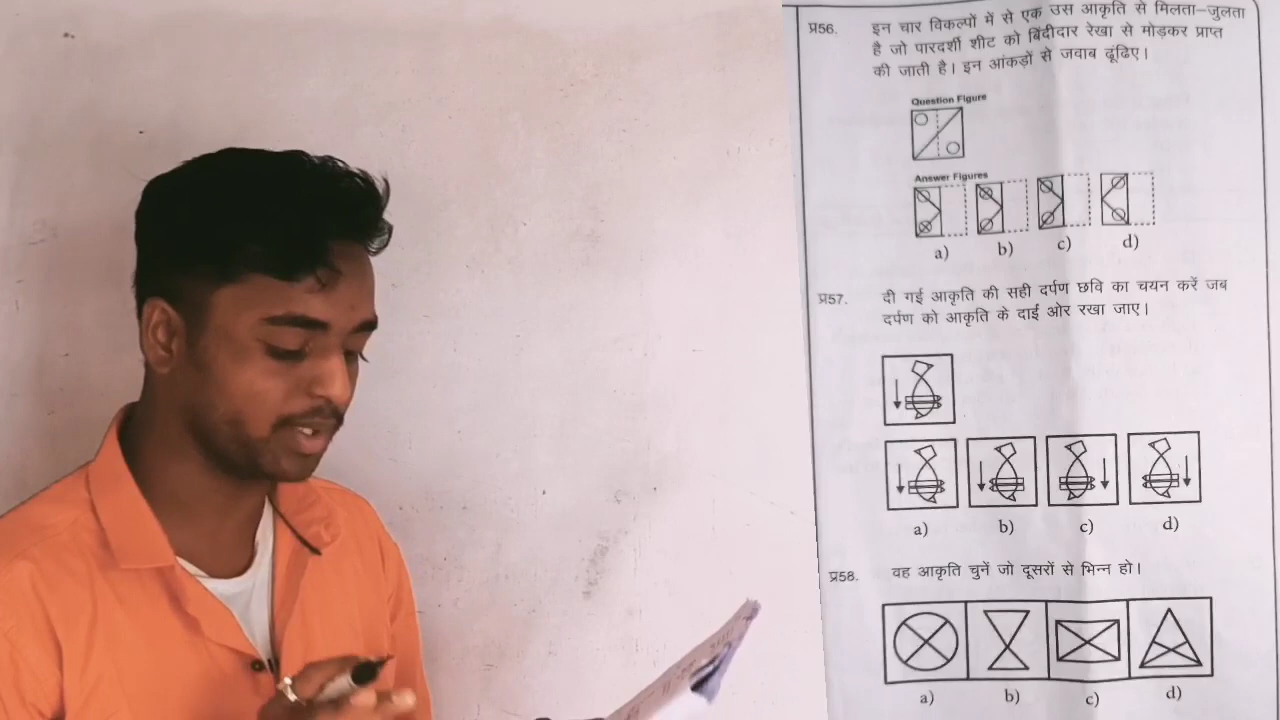 प्र56. इन चार विकल्पों में से एक उस आकृति से मिलता–जुलता
है जो पारदर्शी शीट को बिंदीदार रेखा से मोड़कर प्राप्त
की जाती है। इन आंकड़ों से जवाब ढूंढिए।
Question Figure
Answer Figures
a) b) c) d)
प्र57. दी गई आकृति की सही दर्पण छवि का चयन करें जब
दर्पण को आकृति के दाईं ओर रखा जाए।
a) b) c) d)
प्र58. वह आकृति चुनें जो दूसरों से भिन्न हो।
a) b) c) d)